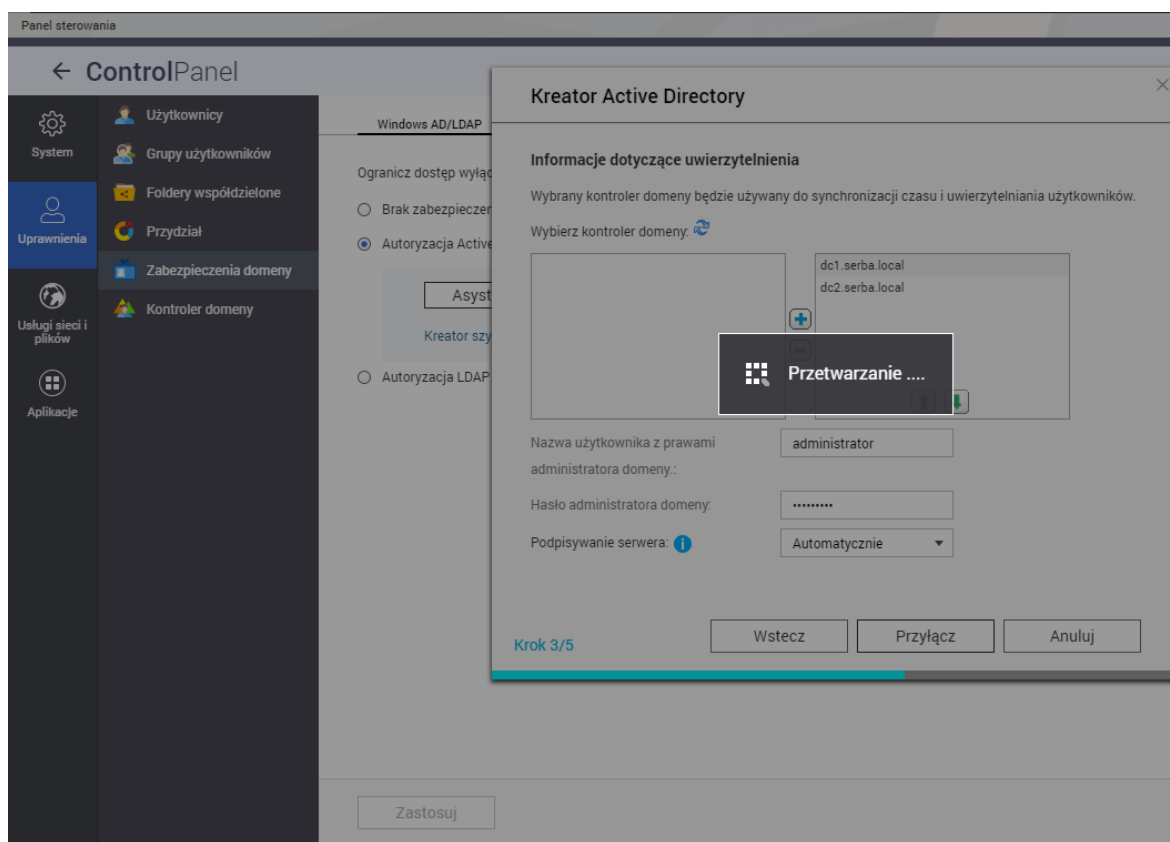 Panel sterowania
← ControlPanel
System
Uprawnienia
Usługi sieci i
plików
Aplikacje
Użytkownicy
Grupy użytkowników
Foldery współdzielone
Przydział
Zabezpieczenia domeny
Kontroler domeny
Windows AD/LDAP
Ogranicz dostęp wyłąc
Brak zabezpieczer
Autoryzacja Active
Asyst
Kreator szy
Autoryzacja LDAP
Zastosuj
Kreator Active Directory
Informacje dotyczące uwierzytelnienia
Wybrany kontroler domeny będzie używany do synchronizacji czasu i uwierzytelniania użytkowników.
Wybierz kontroler domeny:
dc1.serba.local
dc2.serba.local
Przetwarzanie ....
Nazwa użytkownika z prawami
administratora domeny.:
administrator
Hasło administratora domeny:
•••••••••
Podpisywanie serwera:
Automatycznie
Krok 3/5
Wstecz
Przyłącz
Anuluj